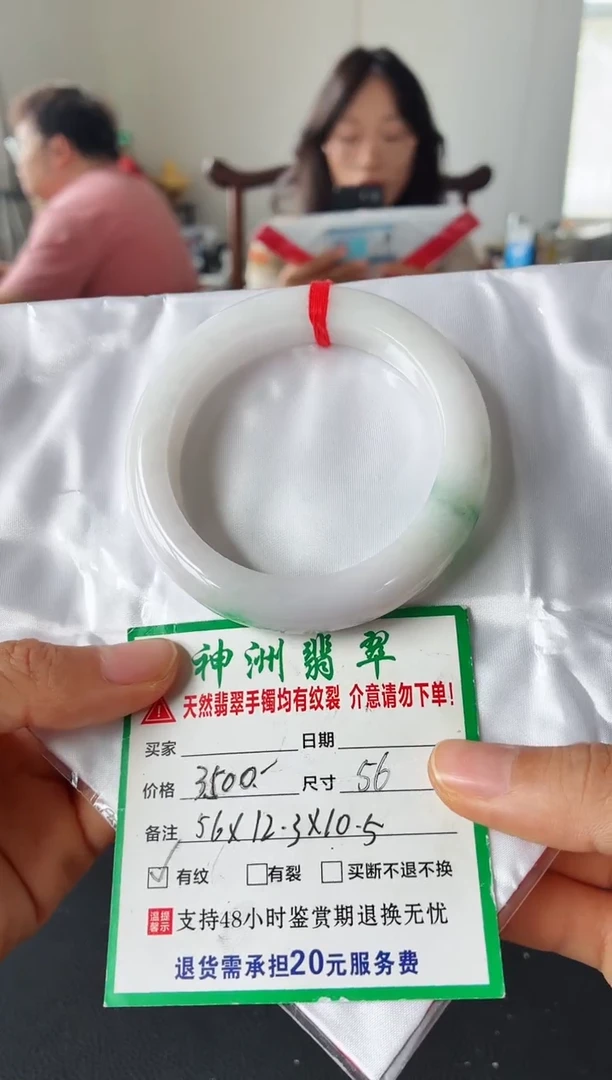 神洲翡翠
天然翡翠手镯均有纹裂 介意请勿下单!
买家 日期
价格 3500.- 尺寸 56
备注 56X12.3X10.5
☑ 有纹 □有裂 □买断不退不换
温馨提示 支持48小时鉴赏期退换无忧
退货需承担20元服务费